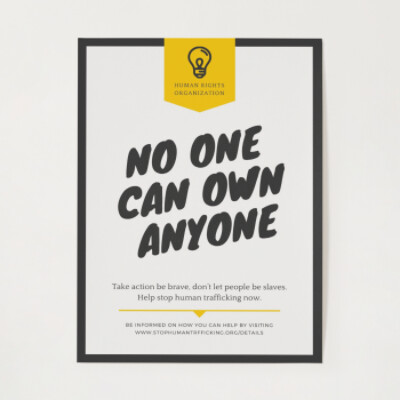 HUMAN RIGHTS
ORGANIZATION
NO ONE
CAN OWN
ANYONE
Take action be brave, don't let people be slaves.
Help stop human trafficking now.
BE INFORMED ON HOW YOU CAN HELP BY VISITING
WWW.STOPHUMANTRAFFICKING.ORG/DETAILS